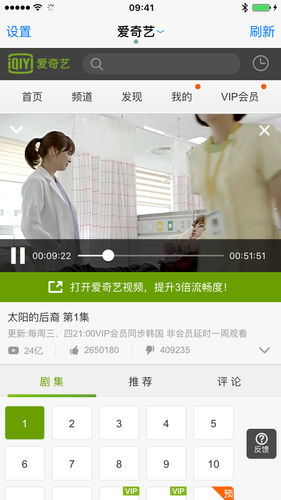 09:41
设置
爱奇艺
刷新
iQIYI 爱奇艺
首页 频道 发现 我的 VIP会员
00:09:22 00:51:51
打开爱奇艺视频，提升3倍流畅度！
太阳的后裔 第1集
更新:每周三、四21:00VIP会员同步韩国 非会员延时一周观看
24亿 2650180 409235
剧集 推荐 评论
1 2 3 4 5
反馈
6 7 8 9 10
VIP VIP 预